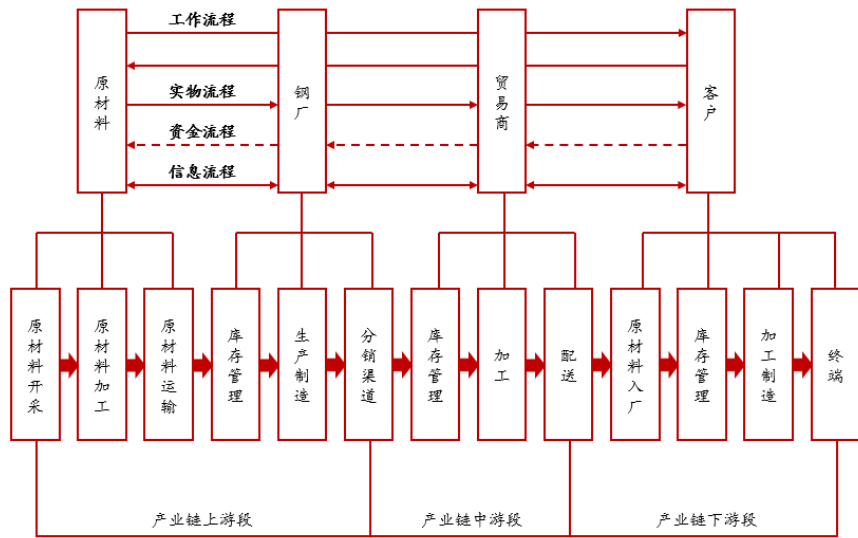 工作流程
原材料
钢厂
贸易商
客户
实物流程
资金流程
信息流程
原材料开采
原材料加工
原材料运输
库存管理
生产制造
分销渠道
库存管理
加工
配送
原材料入厂
库存管理
加工制造
终端
产业链上游段
产业链中游段
产业链下游段